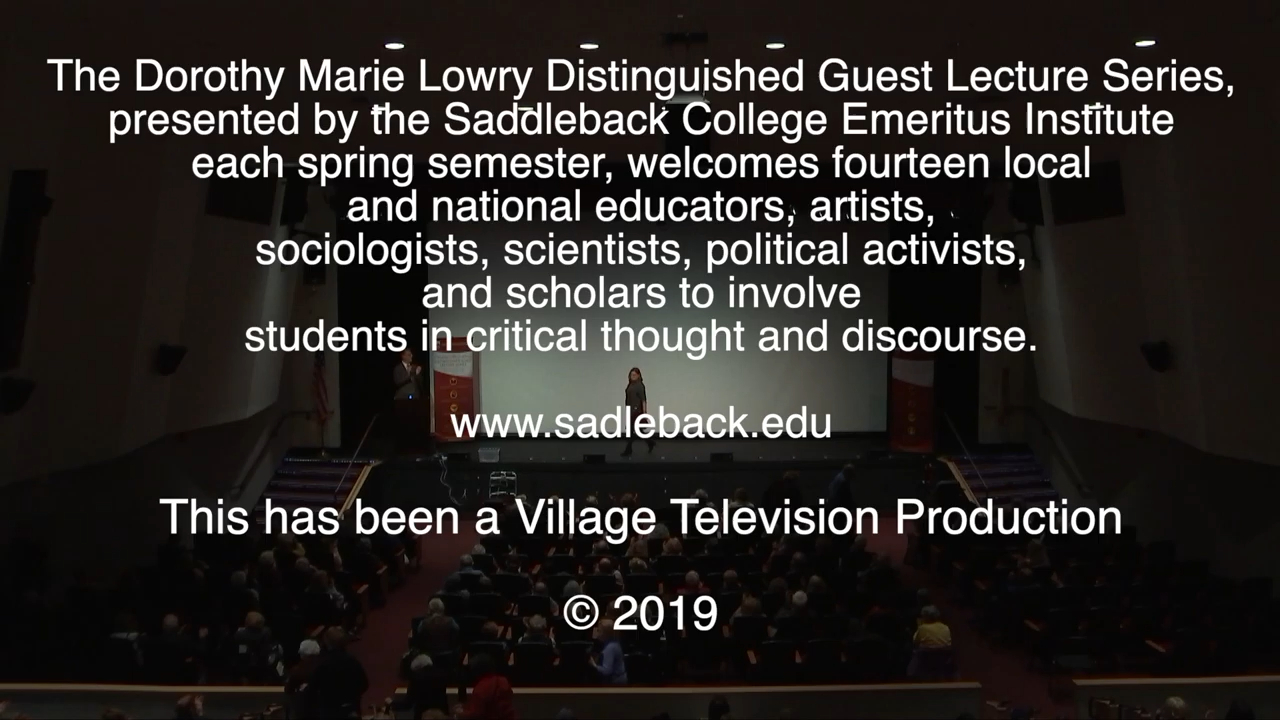 The Dorothy Marie Lowry Distinguished Guest Lecture Series,
presented by the Saddleback College Emeritus Institute
each spring semester, welcomes fourteen local
and national educators, artists,
sociologists, scientists, political activists,
and scholars to involve
students in critical thought and discourse.
www.sadleback.edu
This has been a Village Television Production
© 2019